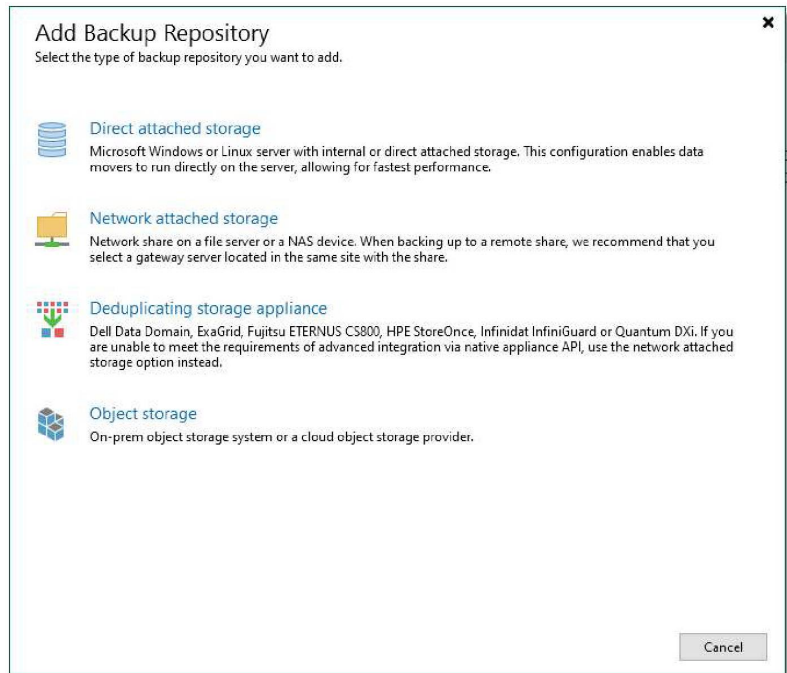 Add Backup Repository
Select the type of backup repository you want to add.
Direct attached storage
Microsoft Windows or Linux server with internal or direct attached storage. This configuration enables data
movers to run directly on the server, allowing for fastest performance.
Network attached storage
Network share on a file server or a NAS device. When backing up to a remote share, we recommend that you
select a gateway server located in the same site with the share.
Deduplicating storage appliance
Dell Data Domain, ExaGrid, Fujitsu ETERNUS CS800, HPE StoreOnce, Infinidat InfiniGuard or Quantum DXi. If you
are unable to meet the requirements of advanced integration via native appliance API, use the network attached
storage option instead.
Object storage
On-prem object storage system or a cloud object storage provider.
Cancel